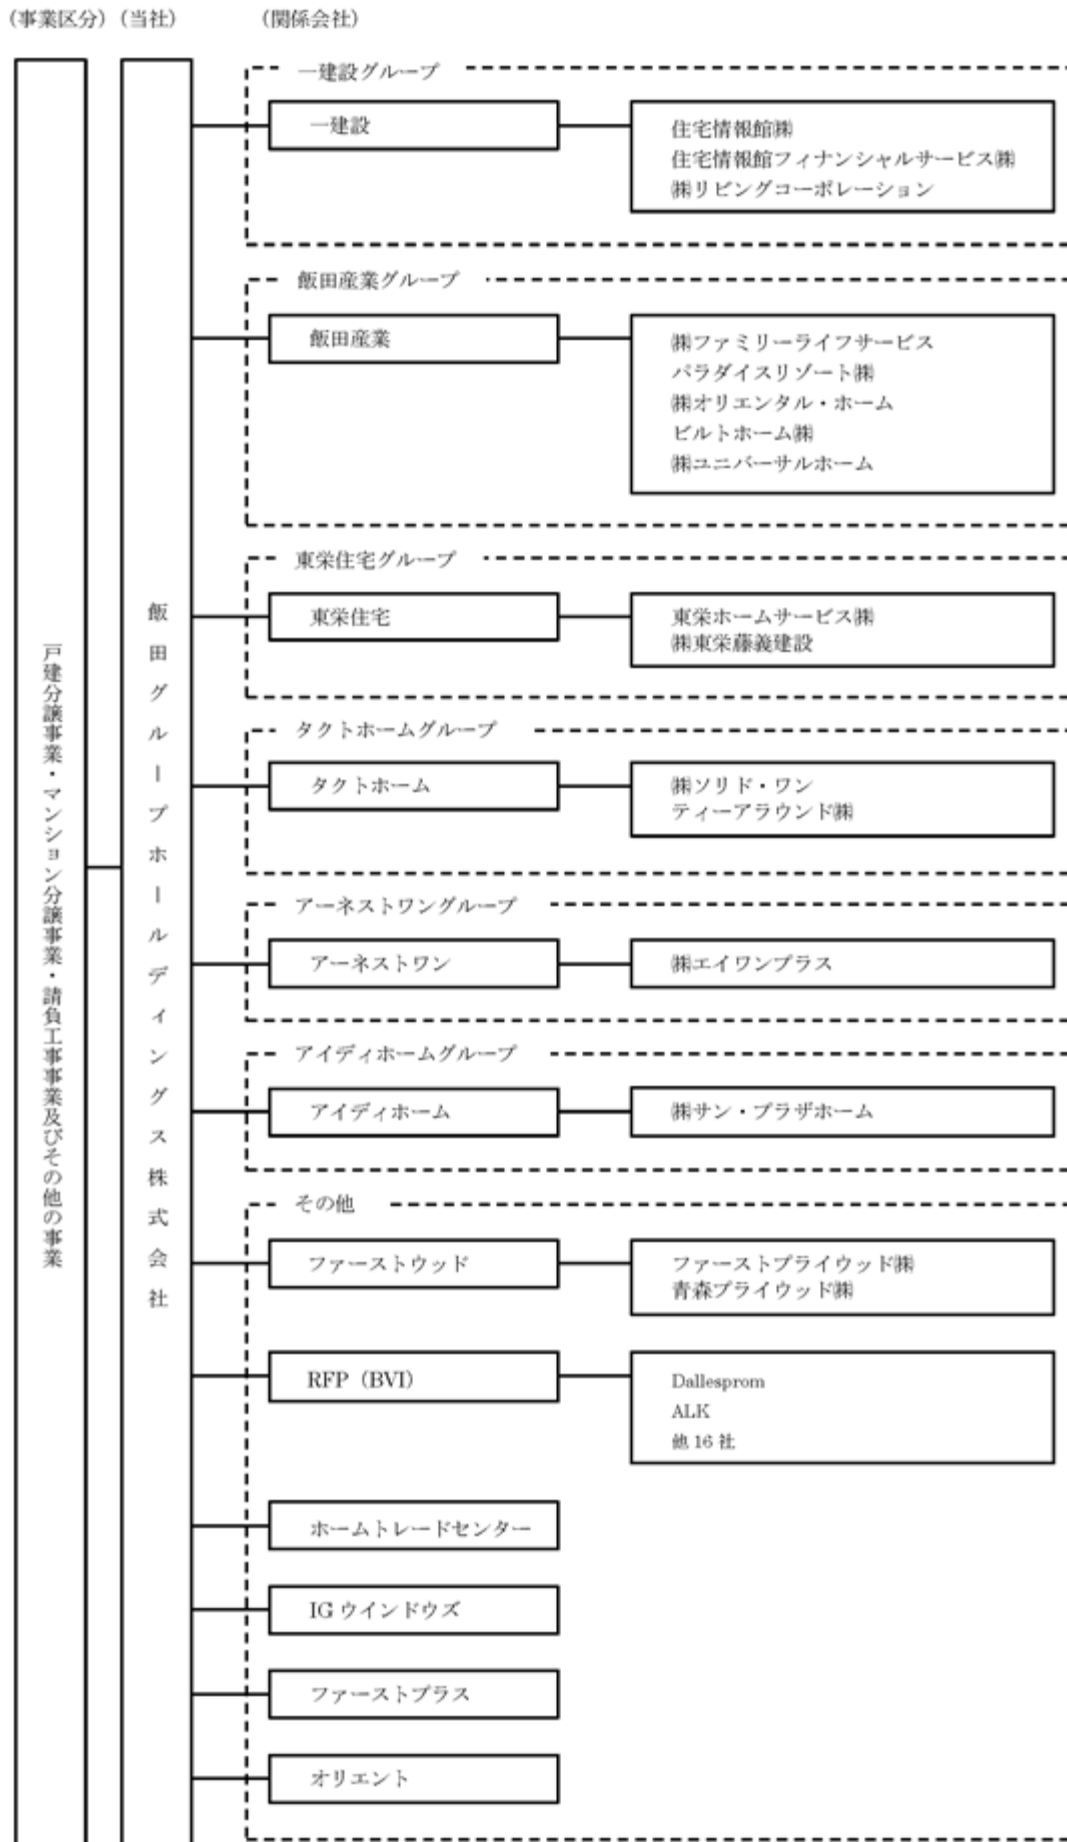 (事業区分) (当社) (関係会社)
戸建分譲事業・マンション分譲事業・請負工事事業及びその他の事業
飯田グループホールディングス株式会社
一建設グループ
一建設
住宅情報館㈱
住宅情報館フィナンシャルサービス㈱
㈱リビングコーポレーション
飯田産業グループ
飯田産業
㈱ファミリーライフサービス
パラダイスリゾート㈱
㈱オリエンタル・ホーム
ビルトホーム㈱
㈱ユニバーサルホーム
東栄住宅グループ
東栄住宅
東栄ホームサービス㈱
㈱東栄藤義建設
タクトホームグループ
タクトホーム
㈱ソリド・ワン
ティーアラウンド㈱
アーネストワングループ
アーネストワン
㈱エイワンプラス
アイディホームグループ
アイディホーム
㈱サン・プラザホーム
その他
ファーストウッド
ファーストプライウッド㈱
青森プライウッド㈱
RFP（BVI）
Dallesprom
ALK
他 16 社
ホームトレードセンター
IG ウインドウズ
ファーストプラス
オリエント